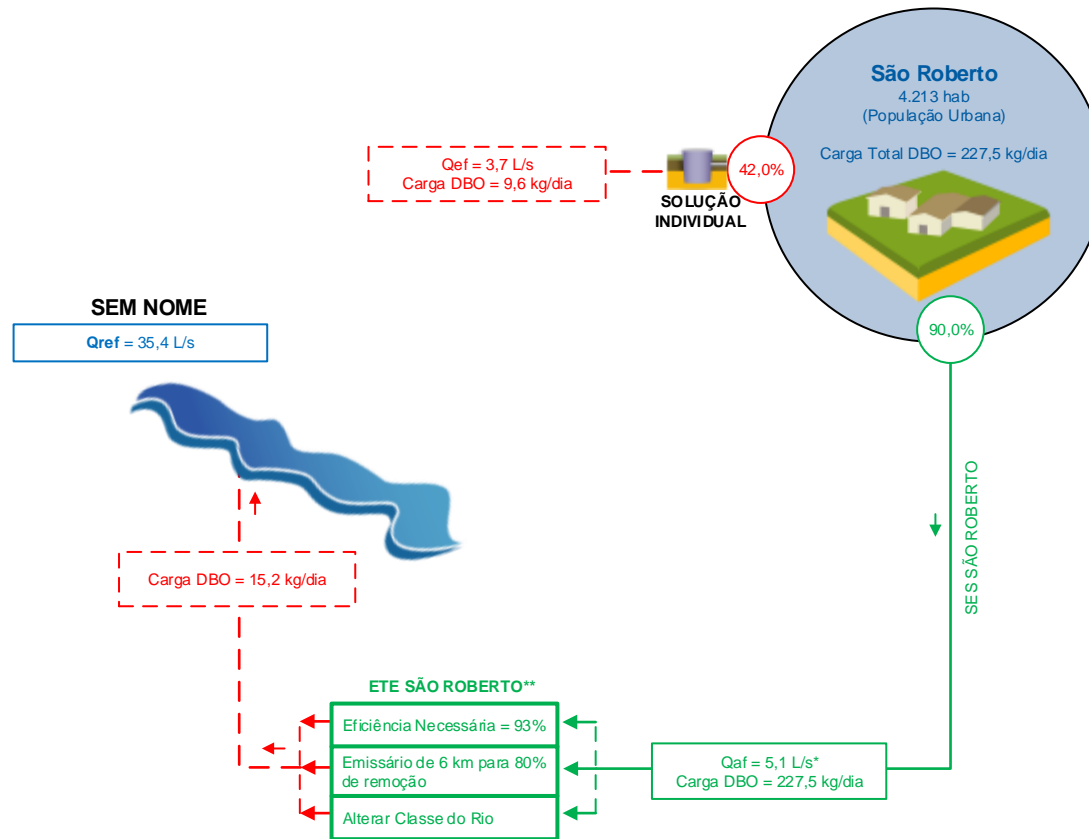 São Roberto
4.213 hab
(População Urbana)
Carga Total DBO = 227,5 kg/dia
Qef = 3,7 L/s
Carga DBO = 9,6 kg/dia
42,0%
SOLUÇÃO
INDIVIDUAL
SEM NOME
Qref = 35,4 L/s
90,0%
SES SÃO ROBERTO
Carga DBO = 15,2 kg/dia
ETE SÃO ROBERTO**
Eficiência Necessária = 93%
Emissário de 6 km para 80%
de remoção
Alterar Classe do Rio
Qaf = 5,1 L/s*
Carga DBO = 227,5 kg/dia